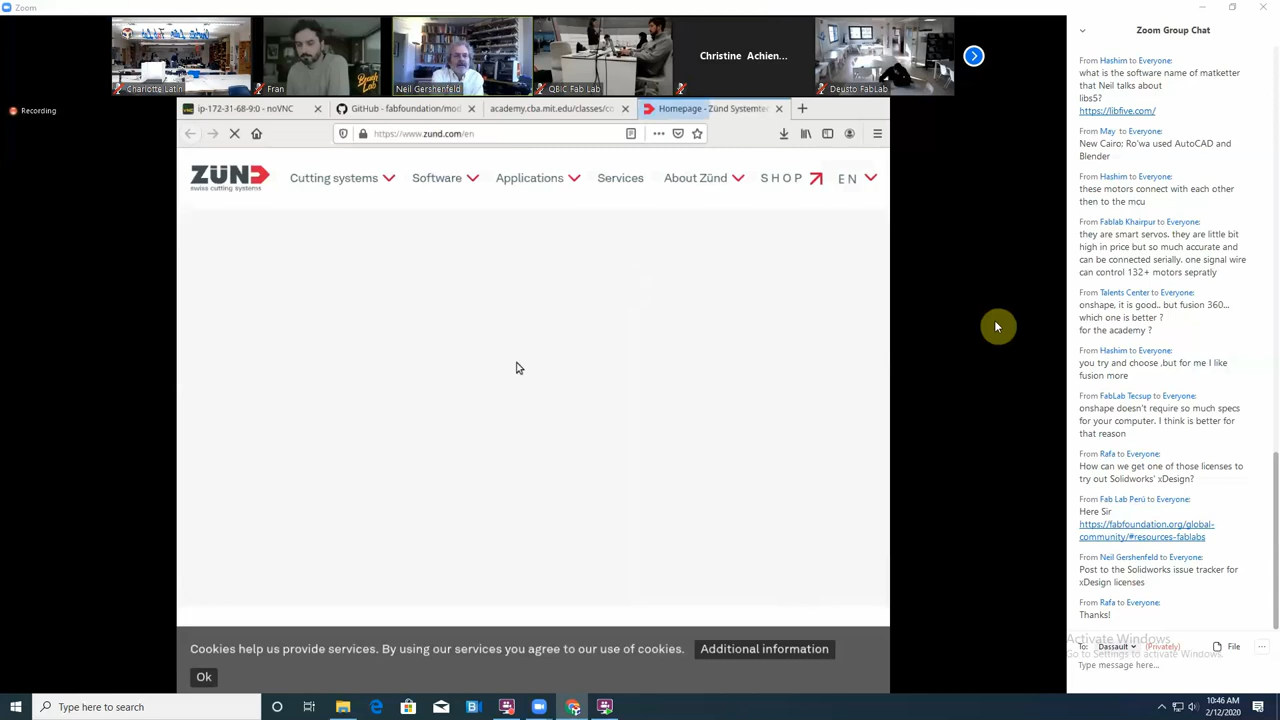 Zoom
Charlotte Latin
Fran
Beach Lab
Neil Gershenfeld
QBIC Fab Lab
Christine Achien...
Deusto FabLab
Recording
ip-172-31-68-9:0 - noVNC
GitHub - fabfoundation/mod
academy.cba.mit.edu/classes/co
Homepage - Zünd Systemte
https://www.zund.com/en
ZÜND
swiss cutting systems
Cutting systems
Software
Applications
Services
About Zünd
SHOP
EN
Cookies help us provide services. By using our services you agree to our use of cookies.
Additional information
Ok
Zoom Group Chat
From Hashim to Everyone:
what is the software name of matketter
that Neil talks about
libs5?
https://libfive.com/
From May to Everyone:
New Cairo: Ro'wa used AutoCAD and
Blender
From Hashim to Everyone:
these motors connect with each other
then to the mcu
From Fablab Khairpur to Everyone:
they are smart servos. they are little bit
high in price but so much accurate and
can be connected serially. one signal wire
can control 132+ motors sepratly
From Talents Center to Everyone:
onshape, it is good.. but fusion 360...
which one is better ?
for the academy ?
From Hashim to Everyone:
you try and choose ,but for me I like
fusion more
From FabLab Tecsup to Everyone:
onshape doesn't require so much specs
for your computer. I think is better for
that reason
From Rafa to Everyone:
How can we get one of those licenses to
try out Solidworks' xDesign?
From Fab Lab Perú to Everyone:
Here Sir
https://fabfoundation.org/global-
community/#resources-fablabs
From Neil Gershenfeld to Everyone:
Post to the Solidworks issue tracker for
xDesign licenses
From Rafa to Everyone:
Thanks!
Activate Windows
Go to Settings to activate Windows.
To: Dassault (Privately)
File
Type message here...
Type here to search
10:46 AM
2/12/2020